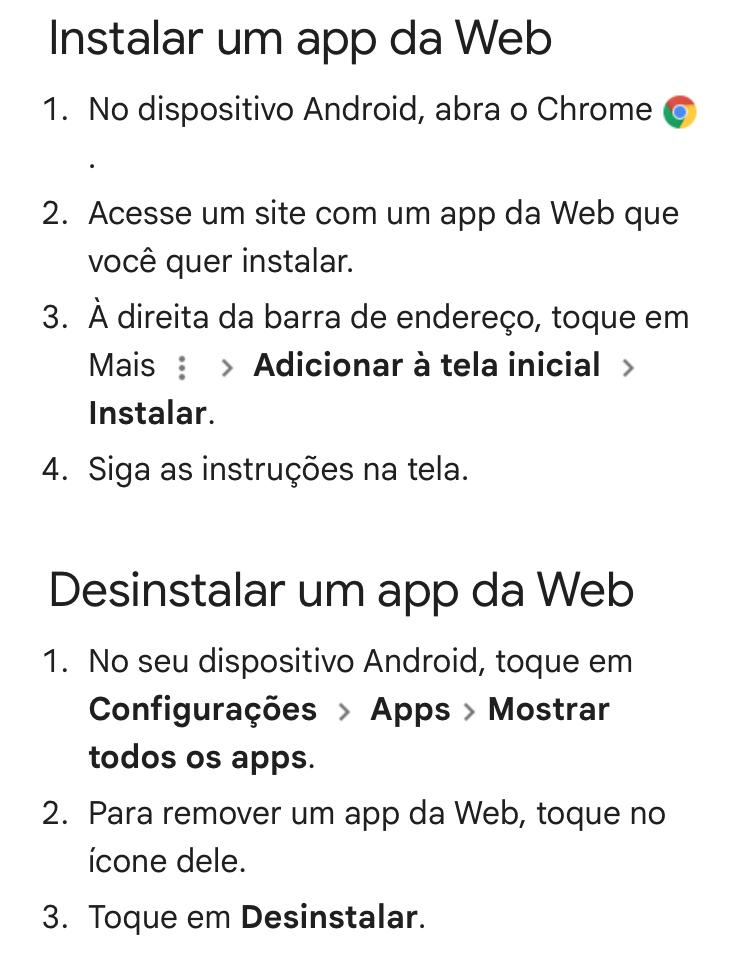 Instalar um app da Web
1. No dispositivo Android, abra o Chrome
.
2. Acesse um site com um app da Web que
você quer instalar.
3. À direita da barra de endereço, toque em
Mais ⋮ > Adicionar à tela inicial >
Instalar.
4. Siga as instruções na tela.
Desinstalar um app da Web
1. No seu dispositivo Android, toque em
Configurações > Apps > Mostrar
todos os apps.
2. Para remover um app da Web, toque no
ícone dele.
3. Toque em Desinstalar.